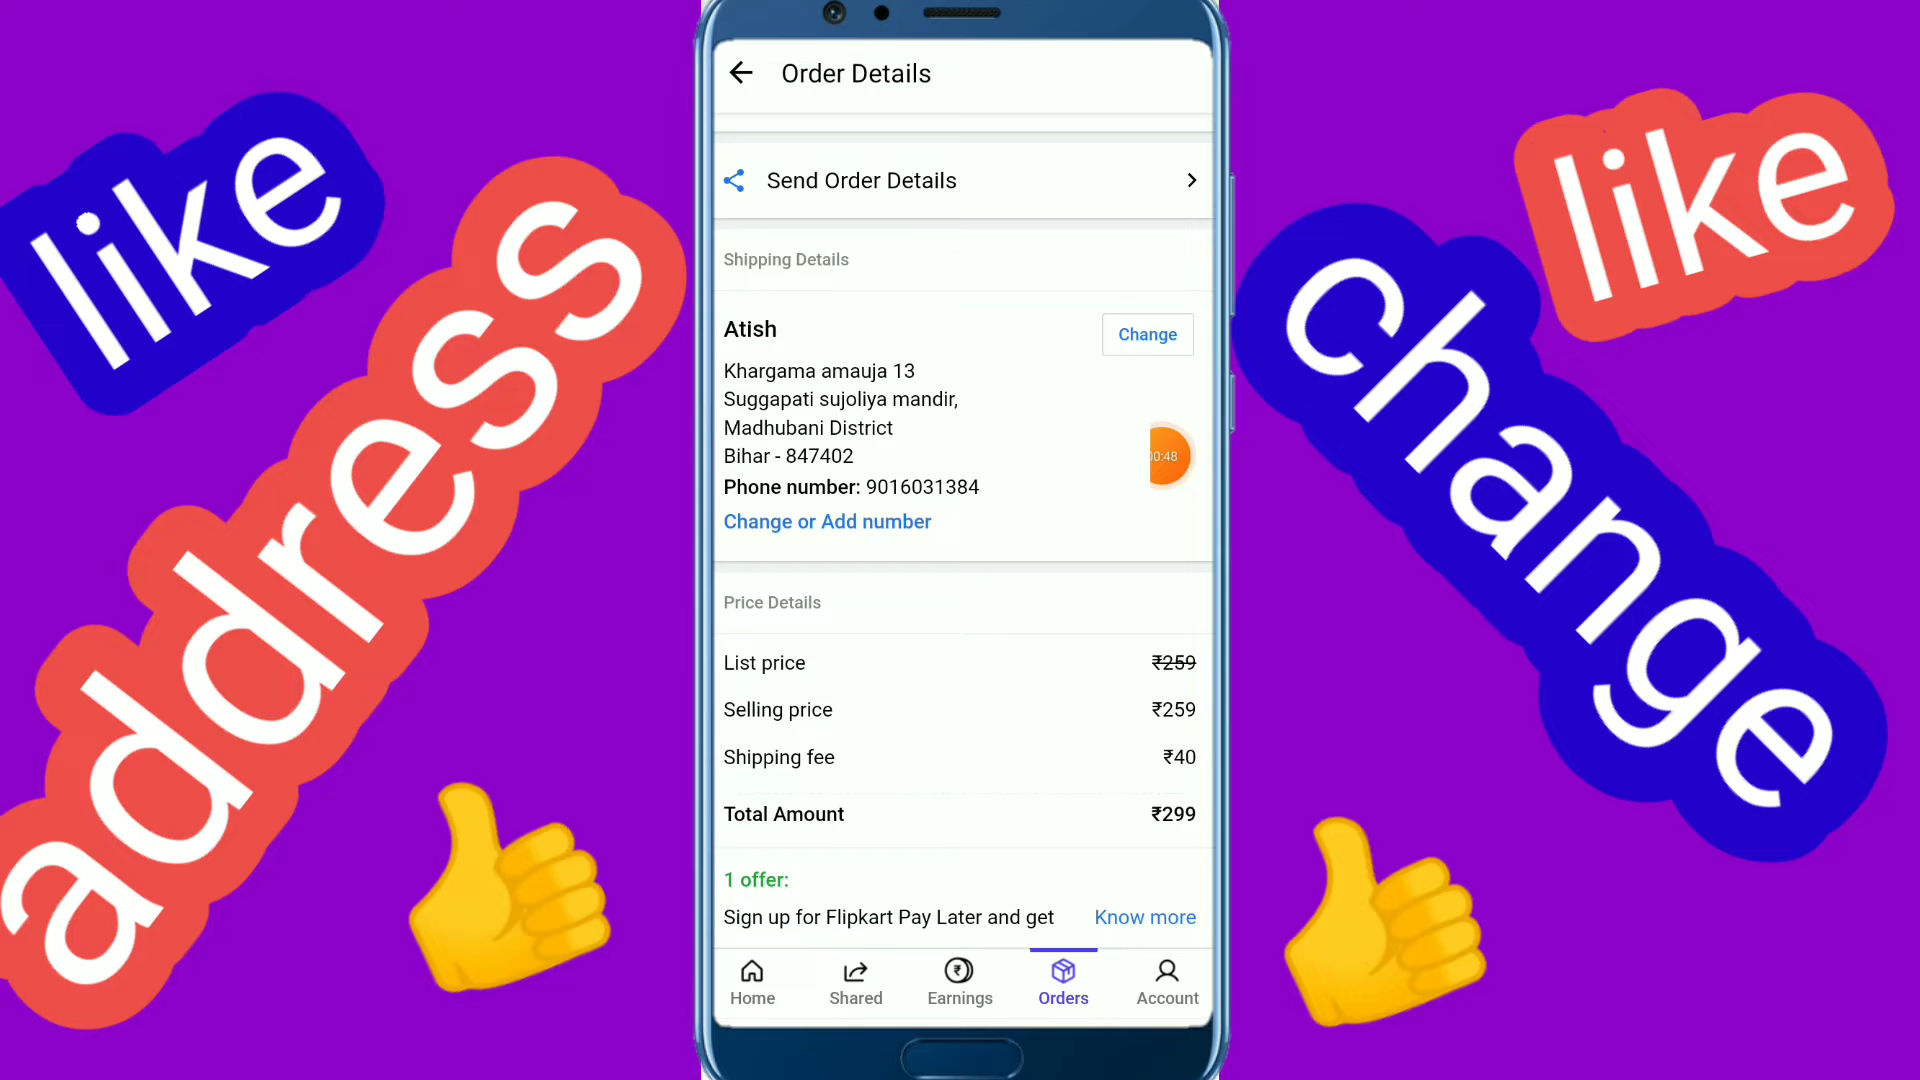 like
address
Order Details
Send Order Details
Shipping Details
Atish
Change
Khargama amauja 13
Suggapati sujoliya mandir,
Madhubani District
Bihar - 847402
00:48
Phone number: 9016031384
Change or Add number
Price Details
List price ₹259
Selling price ₹259
Shipping fee ₹40
Total Amount ₹299
1 offer:
Sign up for Flipkart Pay Later and get Know more
Home Shared Earnings Orders Account
like
change